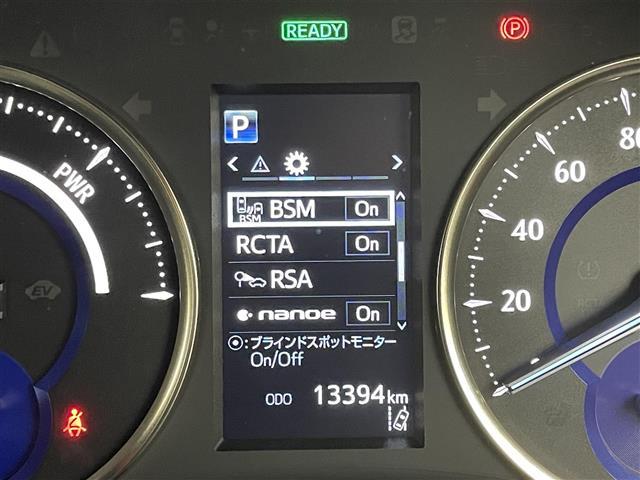 READY
P
P
BSM
BSM On
RCTA On
RSA
nanoe On
⦿:ブラインドスポットモニター
On/Off
ODO 13394km
PWR
EV
80
60
40
20